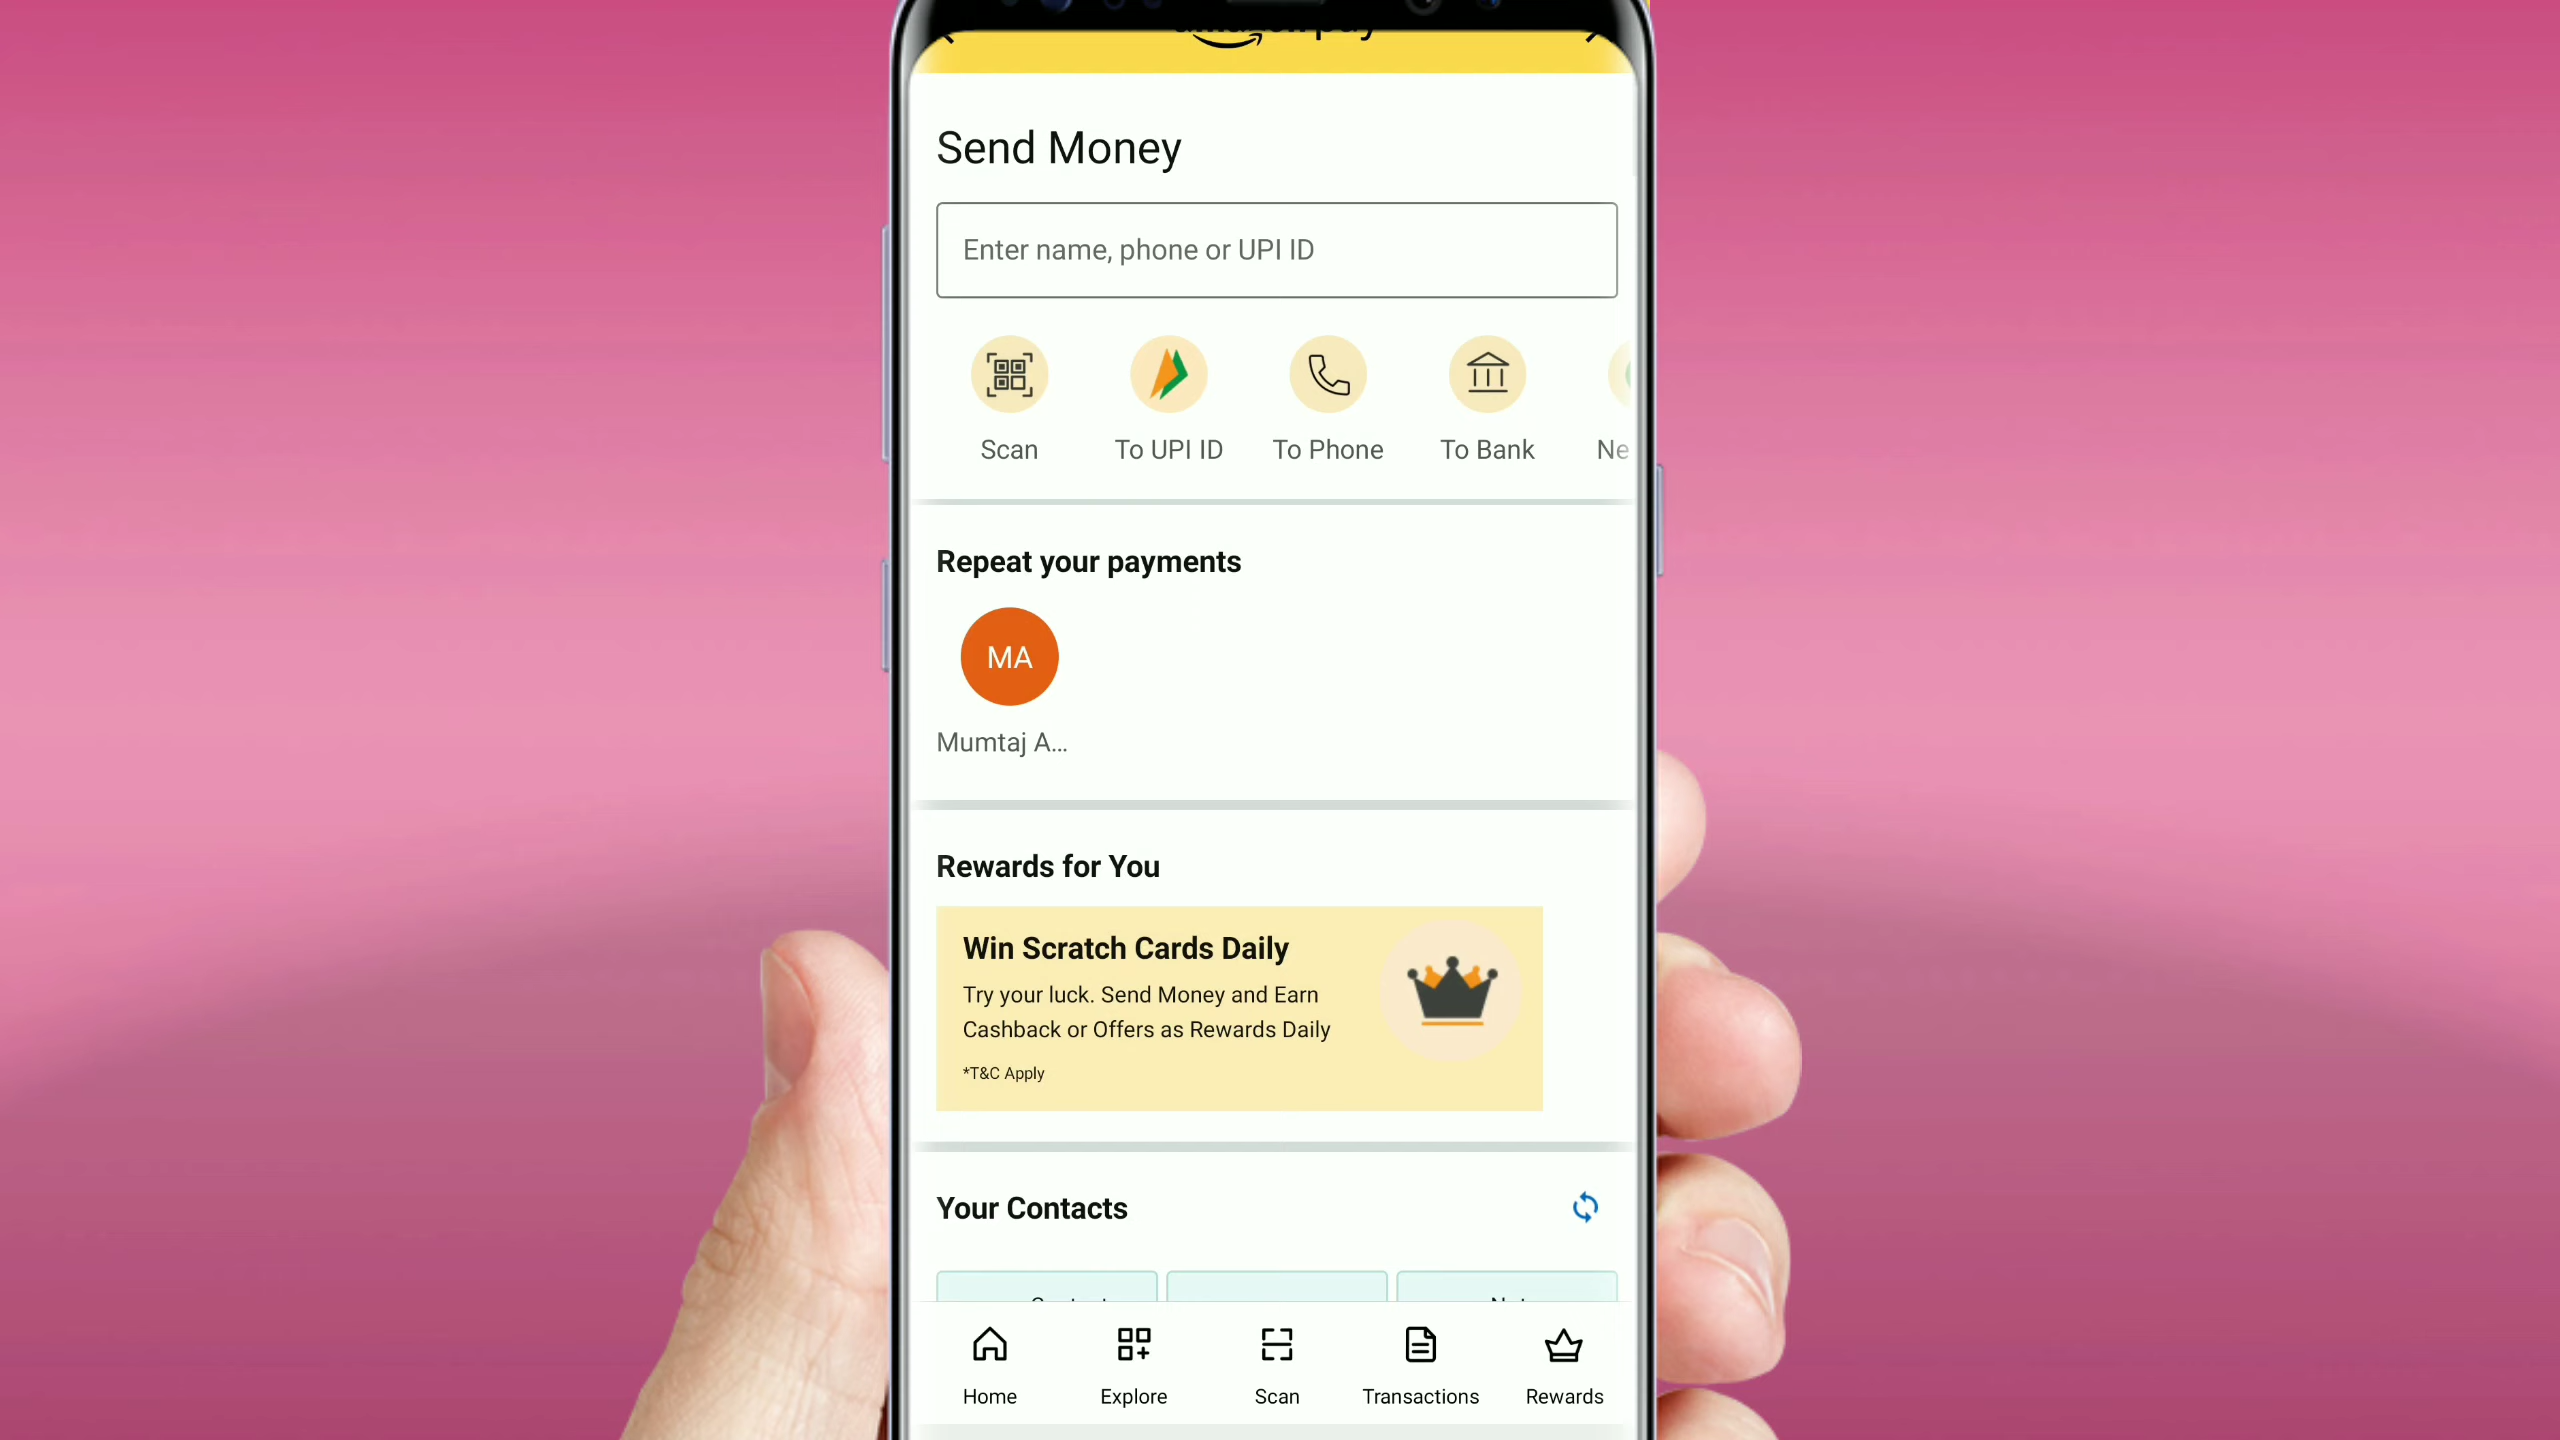 Send Money
Enter name, phone or UPI ID
Scan
To UPI ID
To Phone
To Bank
Repeat your payments
MA
Mumtaj A...
Rewards for You
Win Scratch Cards Daily
Try your luck. Send Money and Earn
Cashback or Offers as Rewards Daily
*T&C Apply
Your Contacts
Home
Explore
Scan
Transactions
Rewards